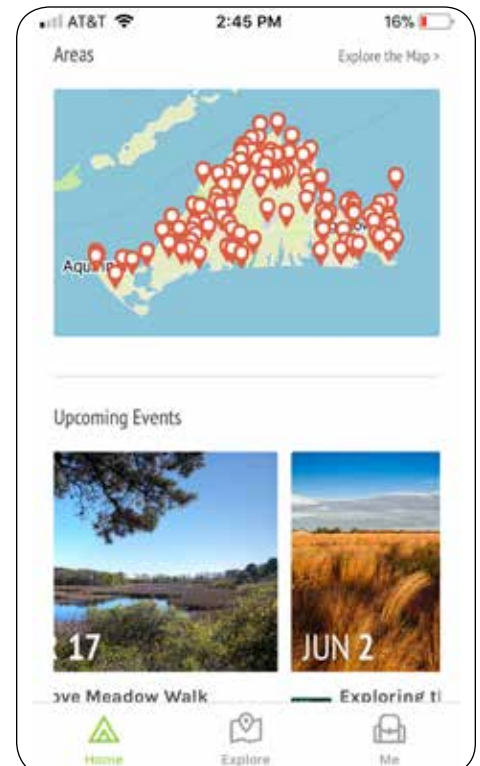 AT&T 2:45 PM 16%
Areas Explore the Map >
Upcoming Events
17 JUN 2
ove Meadow Walk Exploring t
Home Explore Me